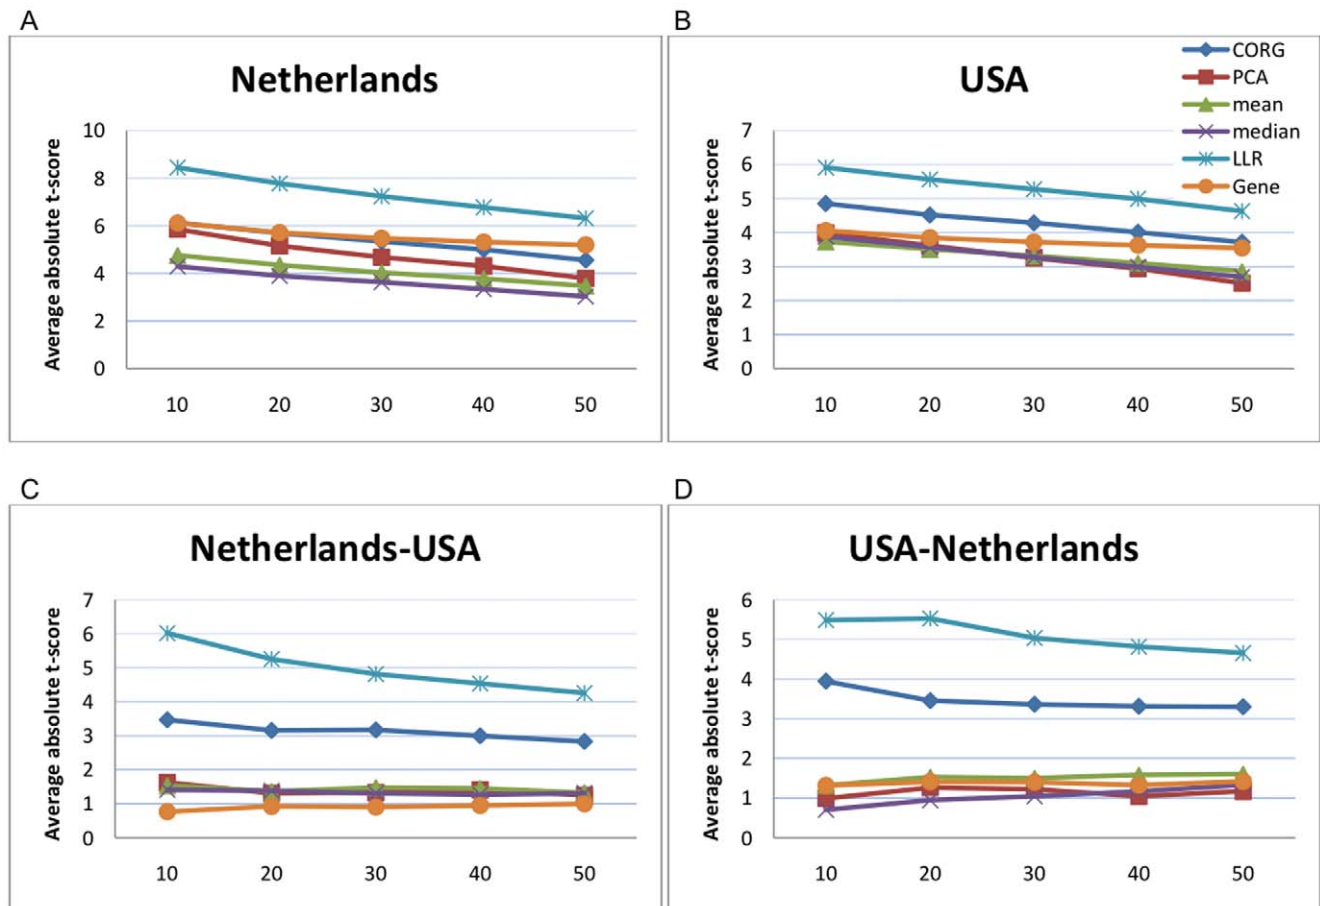 A
Netherlands
Average absolute t-score
10
8
6
4
2
0
10 20 30 40 50
B
USA
CORG
PCA
mean
median
LLR
Gene
Average absolute t-score
7
6
5
4
3
2
1
0
10 20 30 40 50
C
Netherlands-USA
Average absolute t-score
7
6
5
4
3
2
1
0
10 20 30 40 50
D
USA-Netherlands
Average absolute t-score
6
5
4
3
2
1
0
10 20 30 40 50